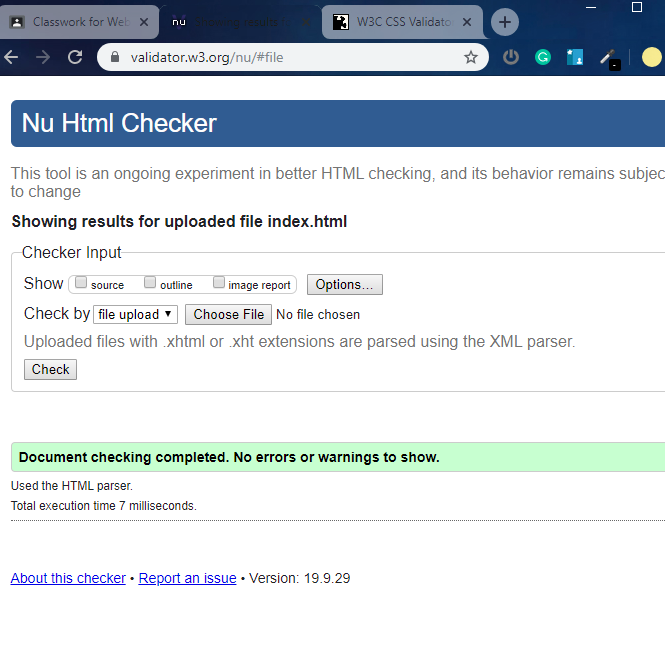 Classwork for Web
nu
W3C CSS Validator
validator.w3.org/nu/#file
Nu Html Checker
This tool is an ongoing experiment in better HTML checking, and its behavior remains subjec
to change
Showing results for uploaded file index.html
Checker Input
Show source outline image report Options...
Check by file upload Choose File No file chosen
Uploaded files with .xhtml or .xht extensions are parsed using the XML parser.
Check
Document checking completed. No errors or warnings to show.
Used the HTML parser.
Total execution time 7 milliseconds.
About this checker • Report an issue • Version: 19.9.29